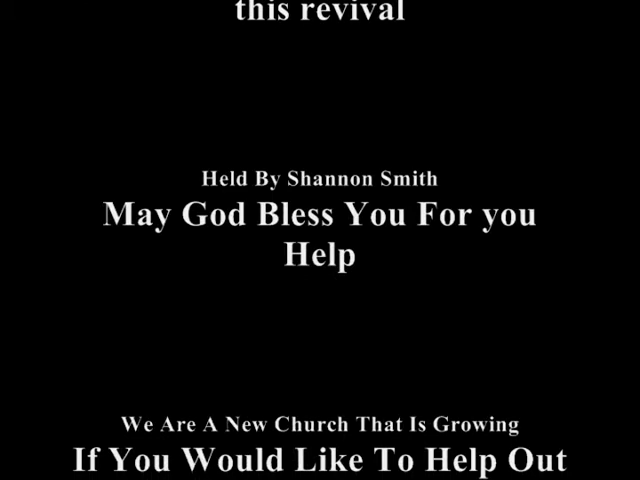 this revival
Held By Shannon Smith
May God Bless You For you
Help
We Are A New Church That Is Growing
If You Would Like To Help Out